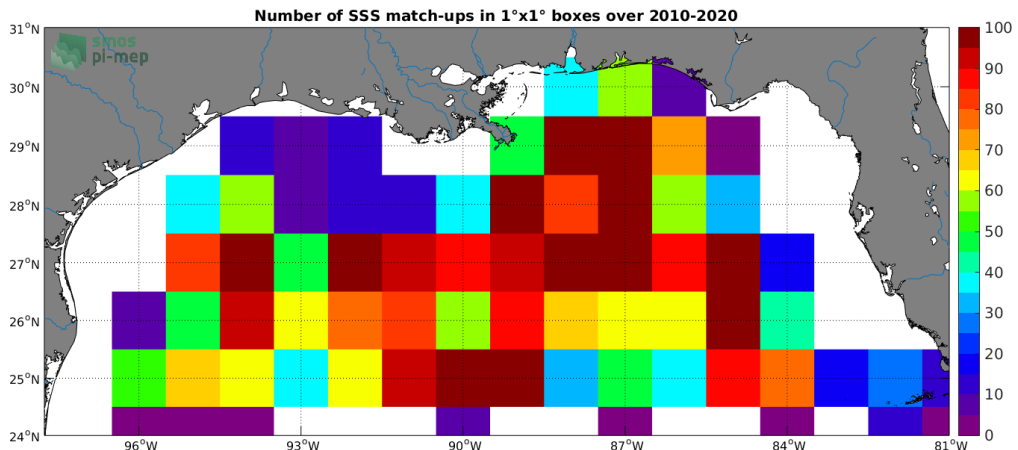 Number of SSS match-ups in 1°x1° boxes over 2010-2020
smos
pi-mep
31°N
30°N
29°N
28°N
27°N
26°N
25°N
24°N
96°W
93°W
90°W
87°W
84°W
81°W
100
90
80
70
60
50
40
30
20
10
0